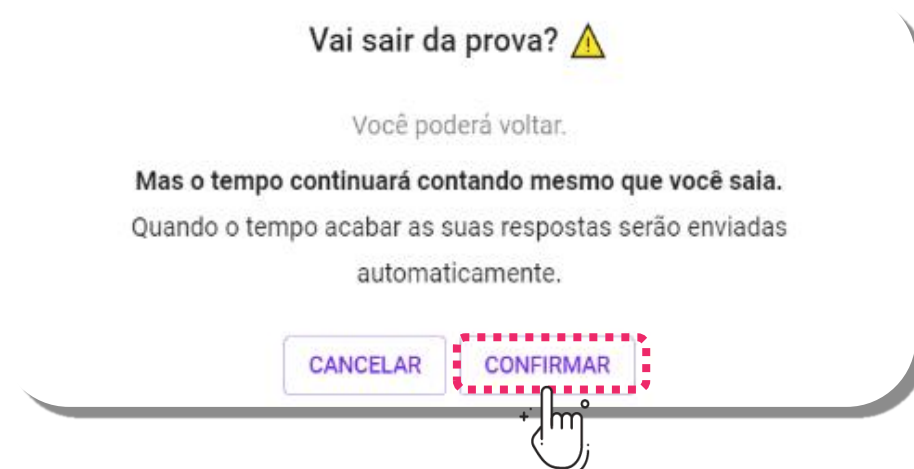 Vai sair da prova? ⚠
Você poderá voltar.
Mas o tempo continuará contando mesmo que você saia.
Quando o tempo acabar as suas respostas serão enviadas
automaticamente.
CANCELAR CONFIRMAR